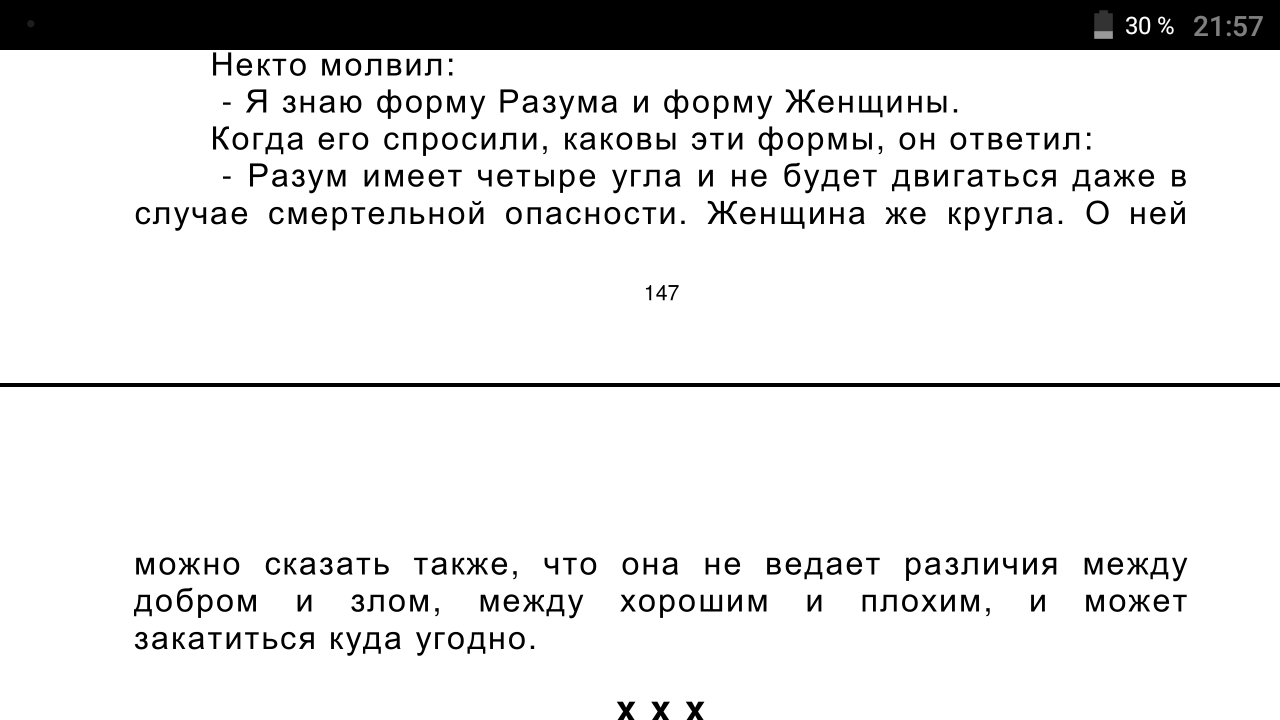 30 % 21:57
Некто молвил:
- Я знаю форму Разума и форму Женщины.
Когда его спросили, каковы эти формы, он ответил:
- Разум имеет четыре угла и не будет двигаться даже в
случае смертельной опасности. Женщина же кругла. О ней
147
можно сказать также, что она не ведает различия между
добром и злом, между хорошим и плохим, и может
закатиться куда угодно.
х х х